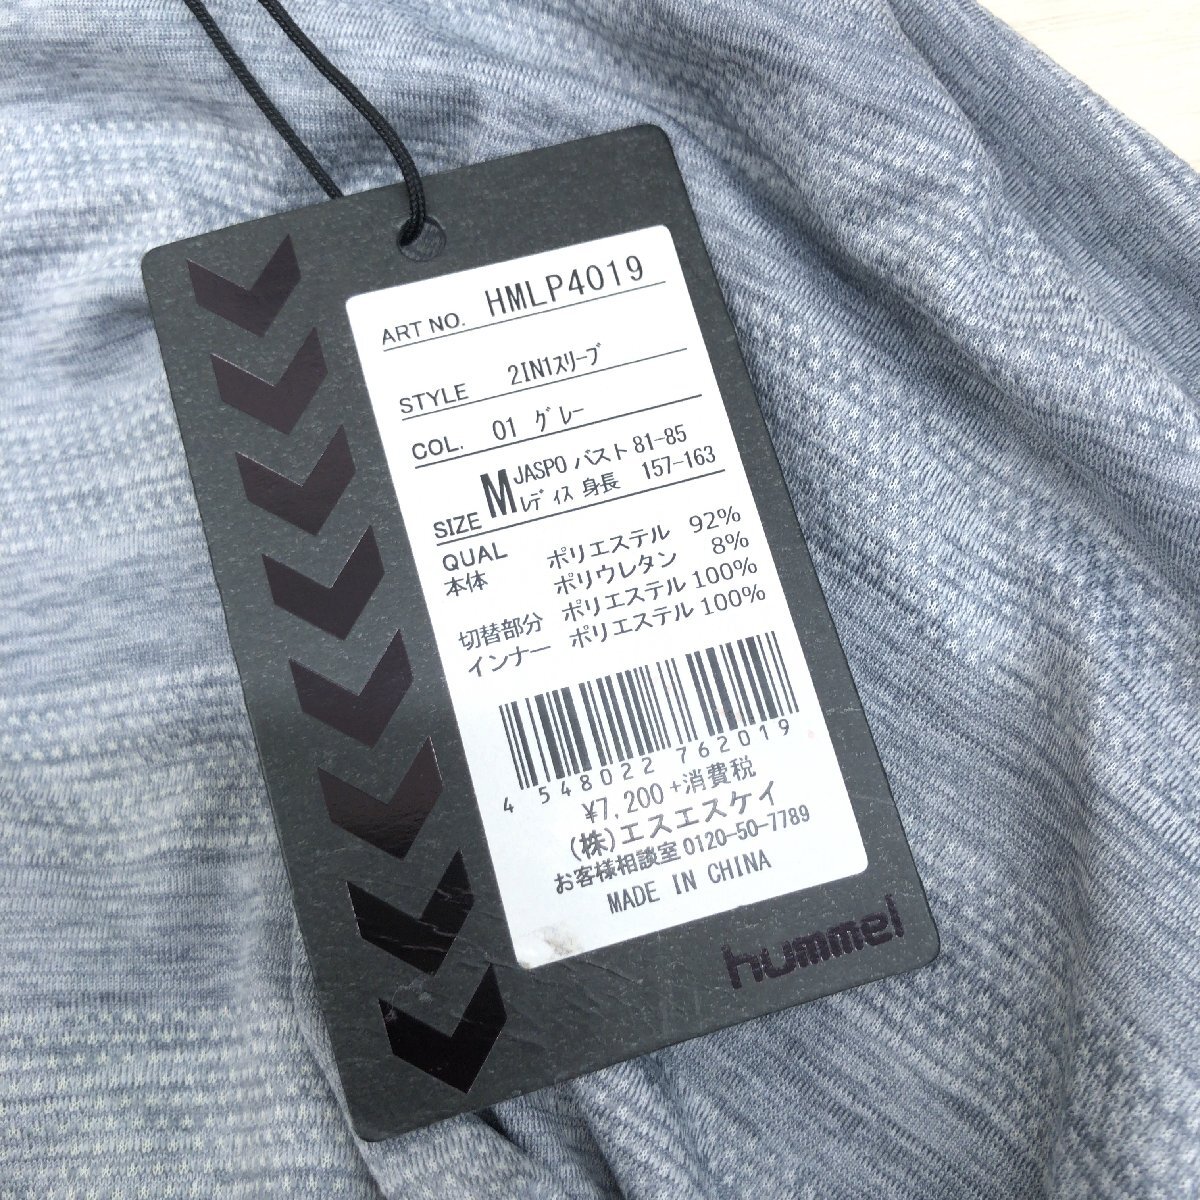 ART NO. HMLP4019
STYLE 2IN1ｽﾘｰﾌﾞ
COL. 01 ｸﾞﾚｰ
SIZE M JASPO バスト 81-85
ﾚﾃﾞｨｽ 身長 157-163
QUAL
本体 ポリエステル 92%
ポリウレタン 8%
切替部分 ポリエステル 100%
インナー ポリエステル 100%
4 548022 762019
¥7,200 +消費税
(株)エスエスケイ
お客様相談室 0120-50-7789
MADE IN CHINA
hummel